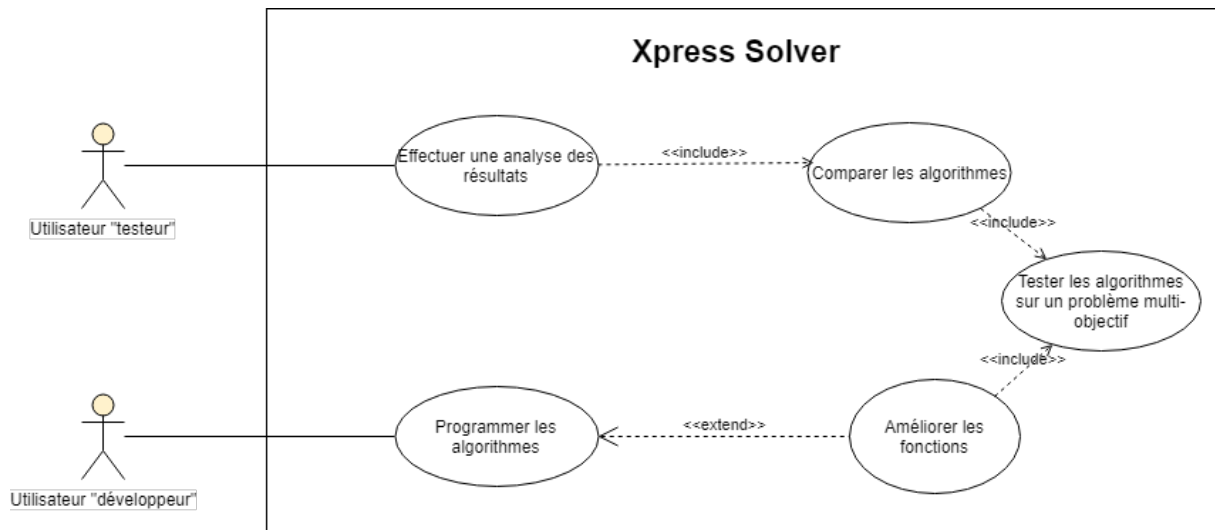 Xpress Solver
Effectuer une analyse des
résultats
<<include>>
Comparer les algorithmes
Utilisateur "testeur"
<<include>>
Tester les algorithmes
sur un problème multi-
objectif
<<include>>
Programmer les
algorithmes
<<extend>>
Améliorer les
fonctions
Utilisateur "développeur"